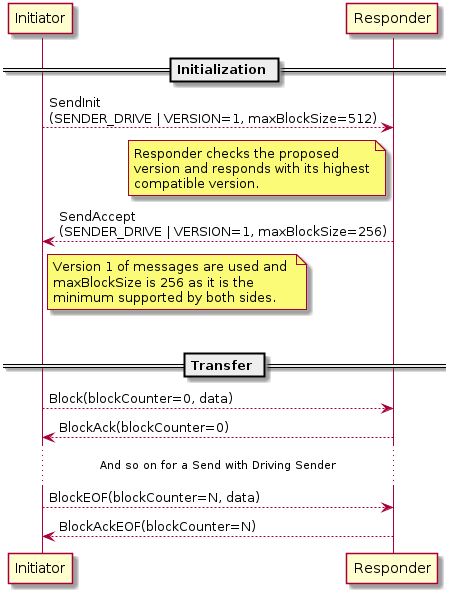 Initiator
Responder
Initialization
SendInit
(SENDER_DRIVE | VERSION=1, maxBlockSize=512)
Responder checks the proposed
version and responds with its highest
compatible version.
SendAccept
(SENDER_DRIVE | VERSION=1, maxBlockSize=256)
Version 1 of messages are used and
maxBlockSize is 256 as it is the
minimum supported by both sides.
Transfer
Block(blockCounter=0, data)
BlockAck(blockCounter=0)
And so on for a Send with Driving Sender
BlockEOF(blockCounter=N, data)
BlockAckEOF(blockCounter=N)
Initiator
Responder